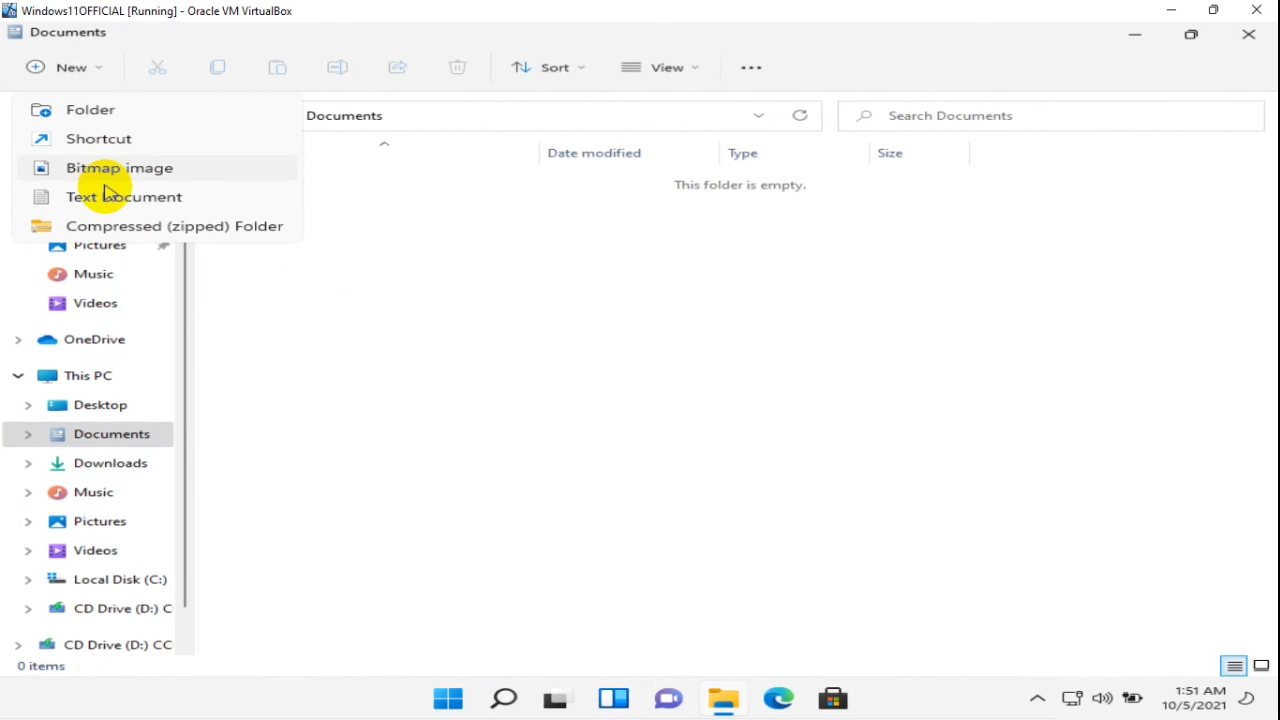 Windows11OFFICIAL [Running] - Oracle VM VirtualBox
Documents
New
Sort
View
Folder
Shortcut
Bitmap image
Text Document
Compressed (zipped) Folder
Documents
Search Documents
Date modified
Type
Size
This folder is empty.
Pictures
Music
Videos
OneDrive
This PC
Desktop
Documents
Downloads
Music
Pictures
Videos
Local Disk (C:)
CD Drive (D:) C
CD Drive (D:) CC
0 items
1:51 AM
10/5/2021